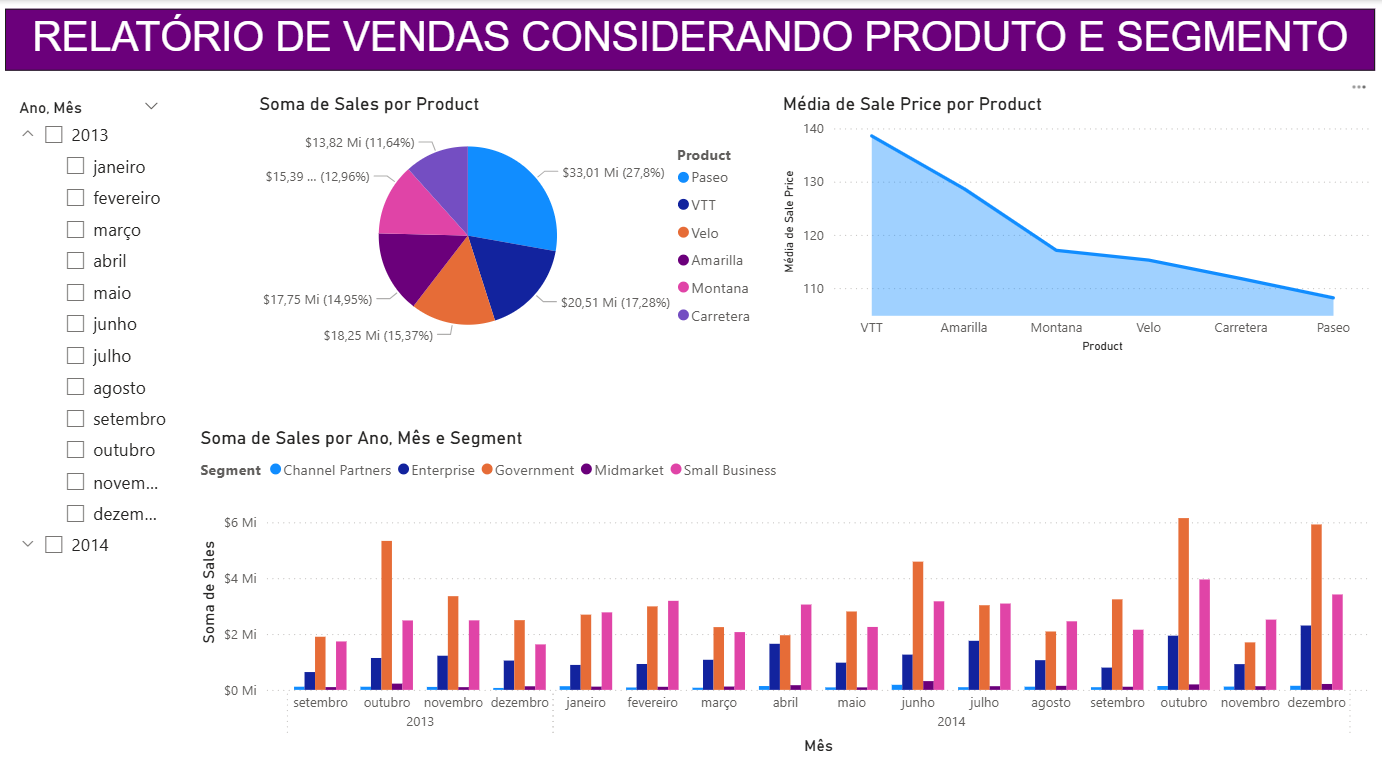 RELATÓRIO DE VENDAS CONSIDERANDO PRODUTO E SEGMENTO
Ano, Mês
2013
janeiro
fevereiro
março
abril
maio
junho
julho
agosto
setembro
outubro
novem...
dezem...
2014
Soma de Sales por Product
$13,82 Mi (11,64%)
$15,39 ... (12,96%)
$33,01 Mi (27,8%)
$17,75 Mi (14,95%)
$20,51 Mi (17,28%)
$18,25 Mi (15,37%)
Product
Paseo
VTT
Velo
Amarilla
Montana
Carretera
Média de Sale Price por Product
Média de Sale Price
140
130
120
110
VTT Amarilla Montana Velo Carretera Paseo
Product
Soma de Sales por Ano, Mês e Segment
Segment Channel Partners Enterprise Government Midmarket Small Business
Soma de Sales
$6 Mi
$4 Mi
$2 Mi
$0 Mi
setembro outubro novembro dezembro janeiro fevereiro março abril maio junho julho agosto setembro outubro novembro dezembro
2013 2014
Mês